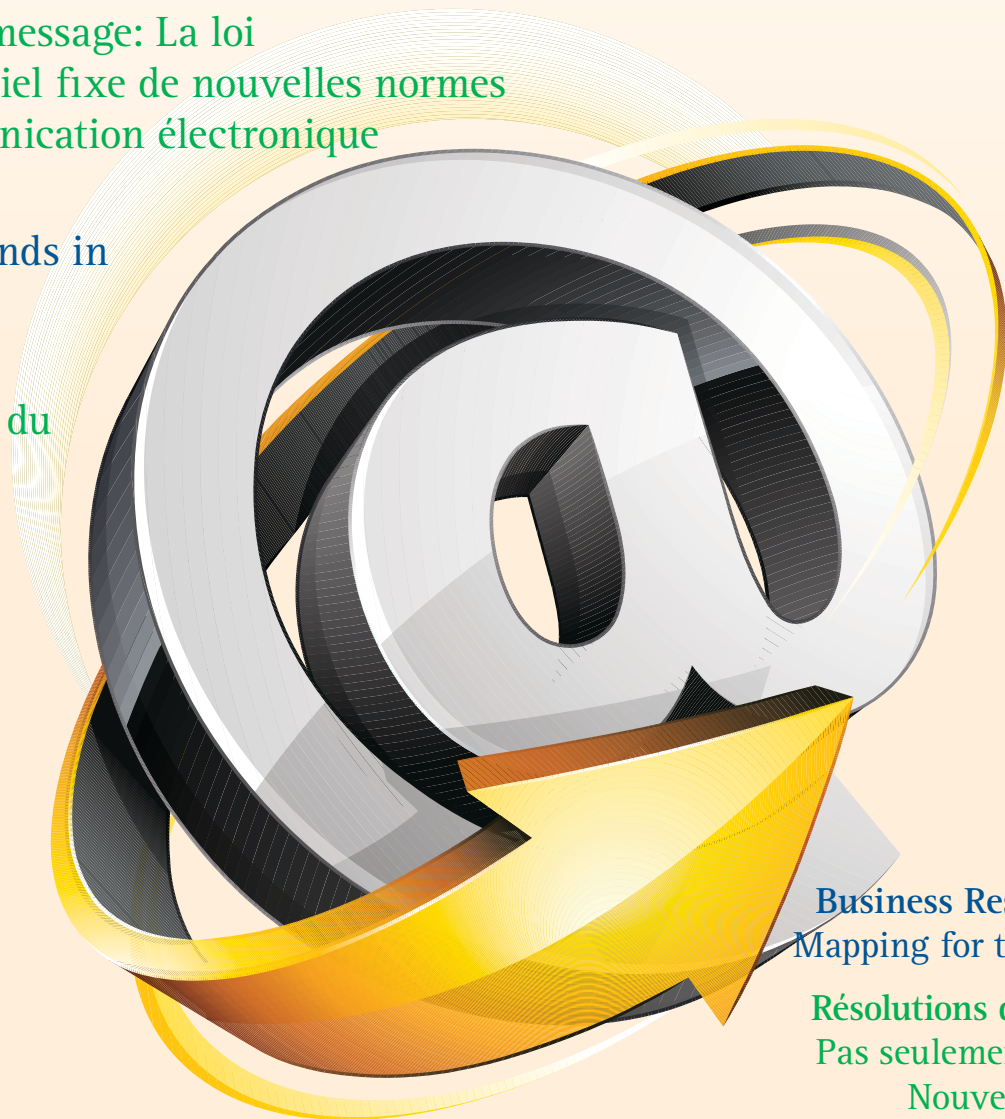 message: La loi
iel fixe de nouvelles normes
nication électronique
nds in
du
Business Res
Mapping for t
Résolutions
Pas seuleme
Nouve